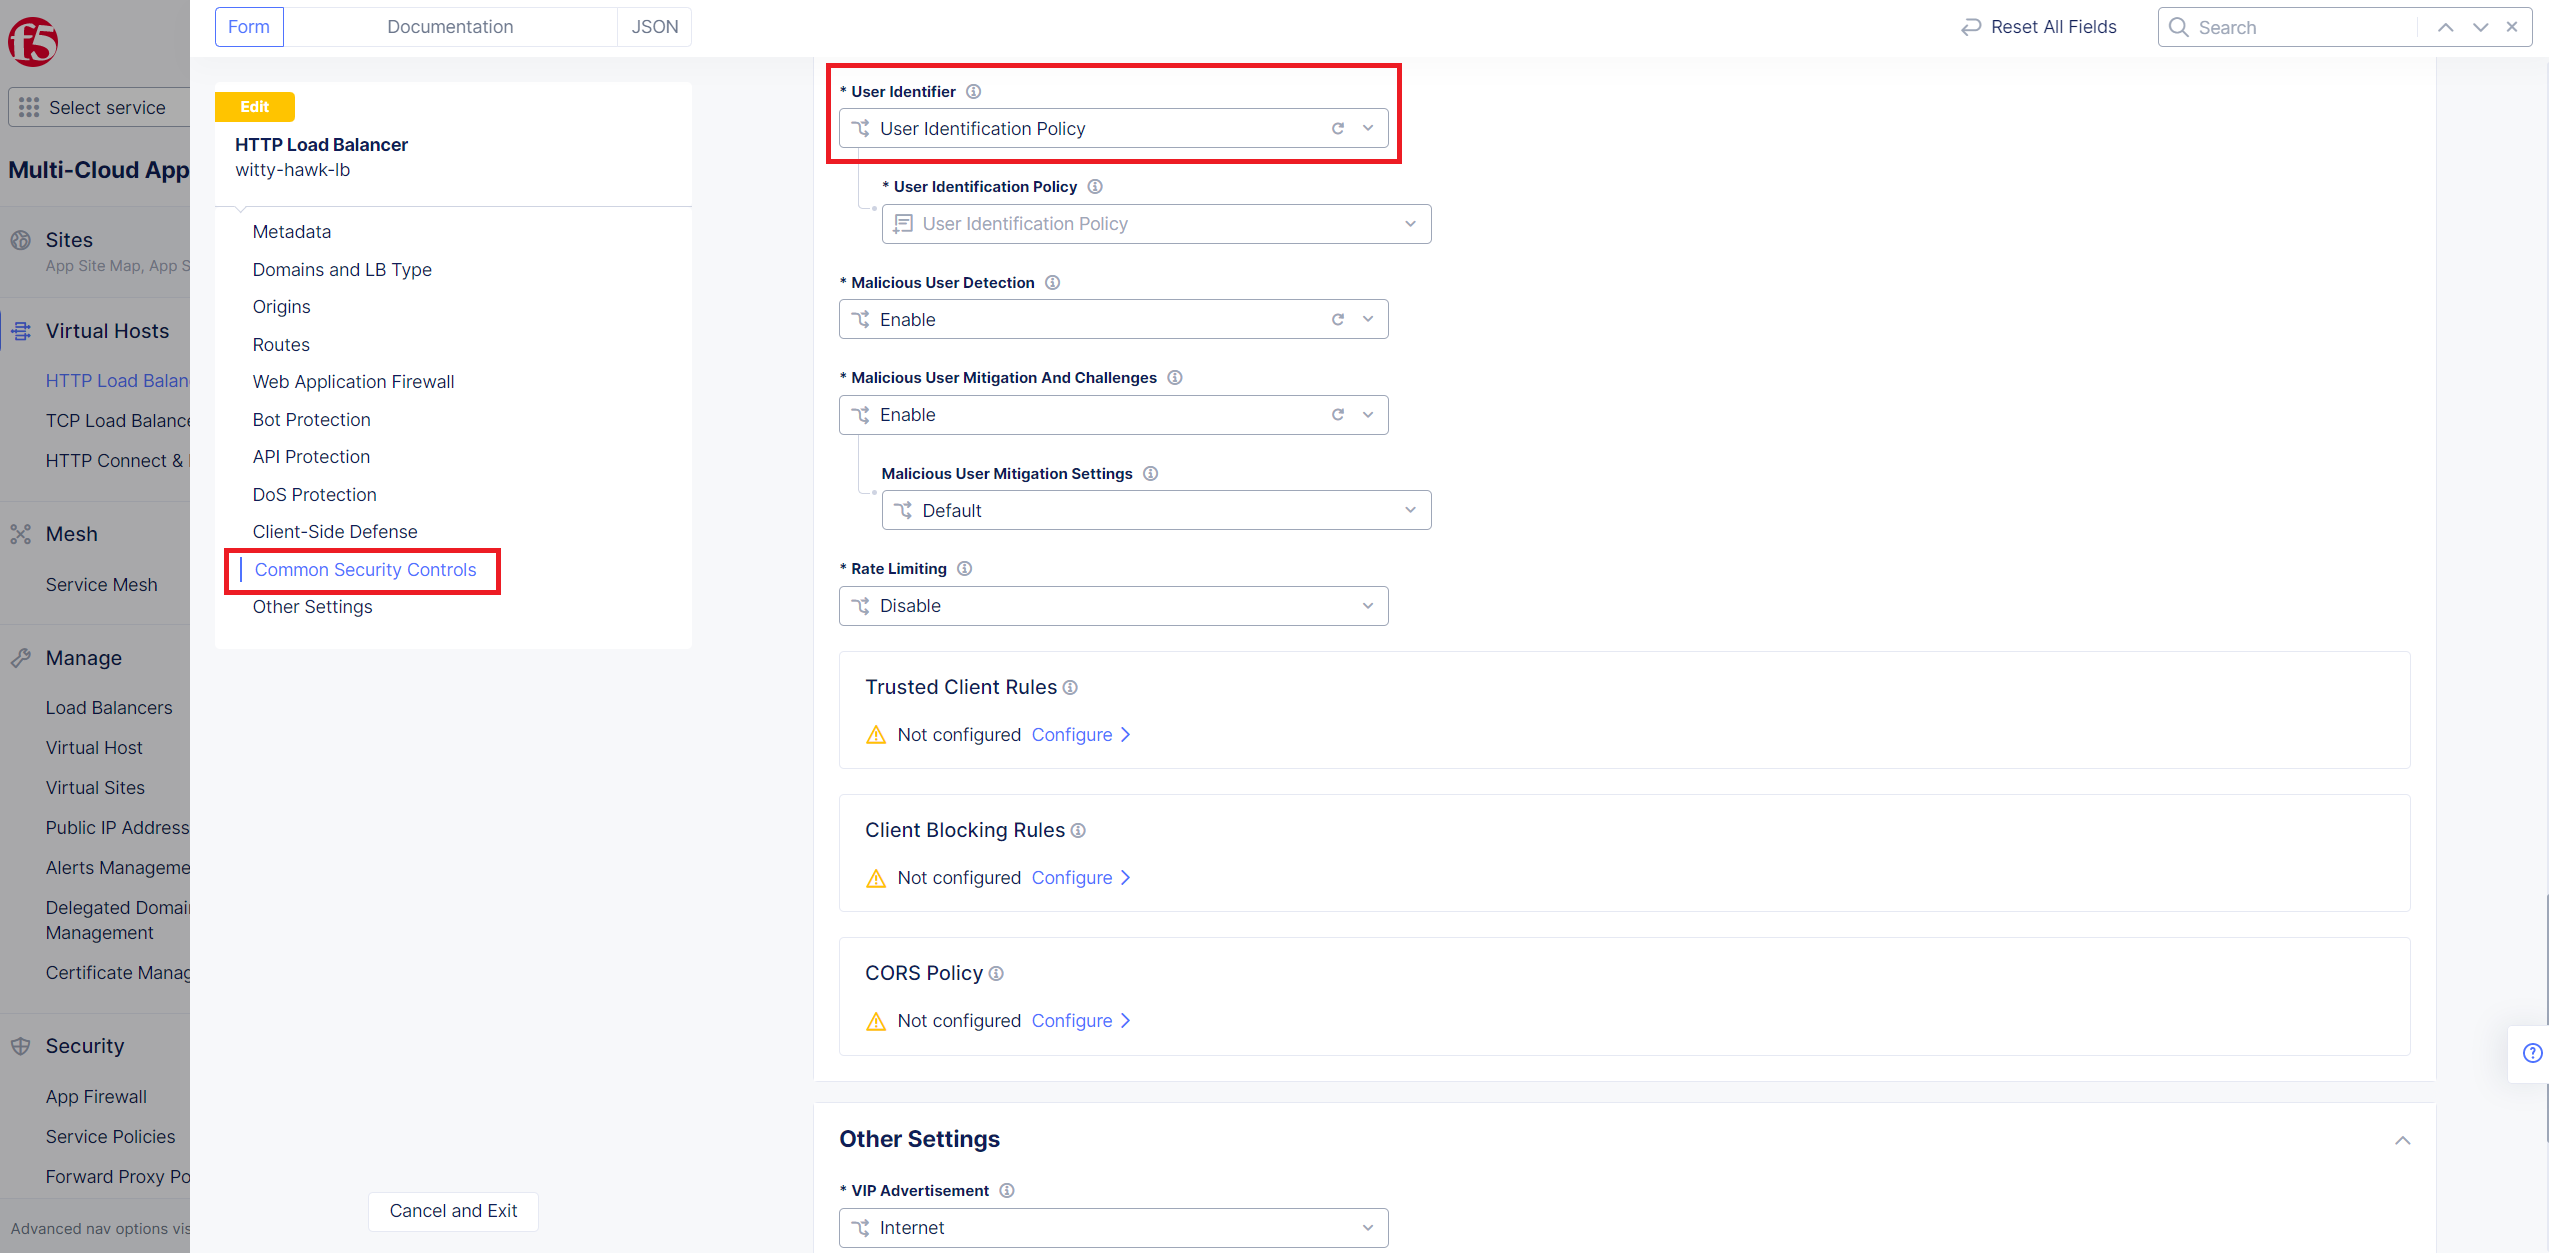 f5
Form
Documentation
JSON
Reset All Fields
Search
Select service
Multi-Cloud App
Sites
App Site Map, App S
Virtual Hosts
HTTP Load Balan
TCP Load Balance
HTTP Connect &
Mesh
Service Mesh
Manage
Load Balancers
Virtual Host
Virtual Sites
Public IP Address
Alerts Manageme
Delegated Domai
Management
Certificate Manag
Security
App Firewall
Service Policies
Forward Proxy Po
Advanced nav options vis
Edit
HTTP Load Balancer
witty-hawk-lb
Metadata
Domains and LB Type
Origins
Routes
Web Application Firewall
Bot Protection
API Protection
DoS Protection
Client-Side Defense
Common Security Controls
Other Settings
Cancel and Exit
* User Identifier
User Identification Policy
* User Identification Policy
User Identification Policy
* Malicious User Detection
Enable
* Malicious User Mitigation And Challenges
Enable
Malicious User Mitigation Settings
Default
* Rate Limiting
Disable
Trusted Client Rules
Not configured Configure
Client Blocking Rules
Not configured Configure
CORS Policy
Not configured Configure
Other Settings
* VIP Advertisement
Internet